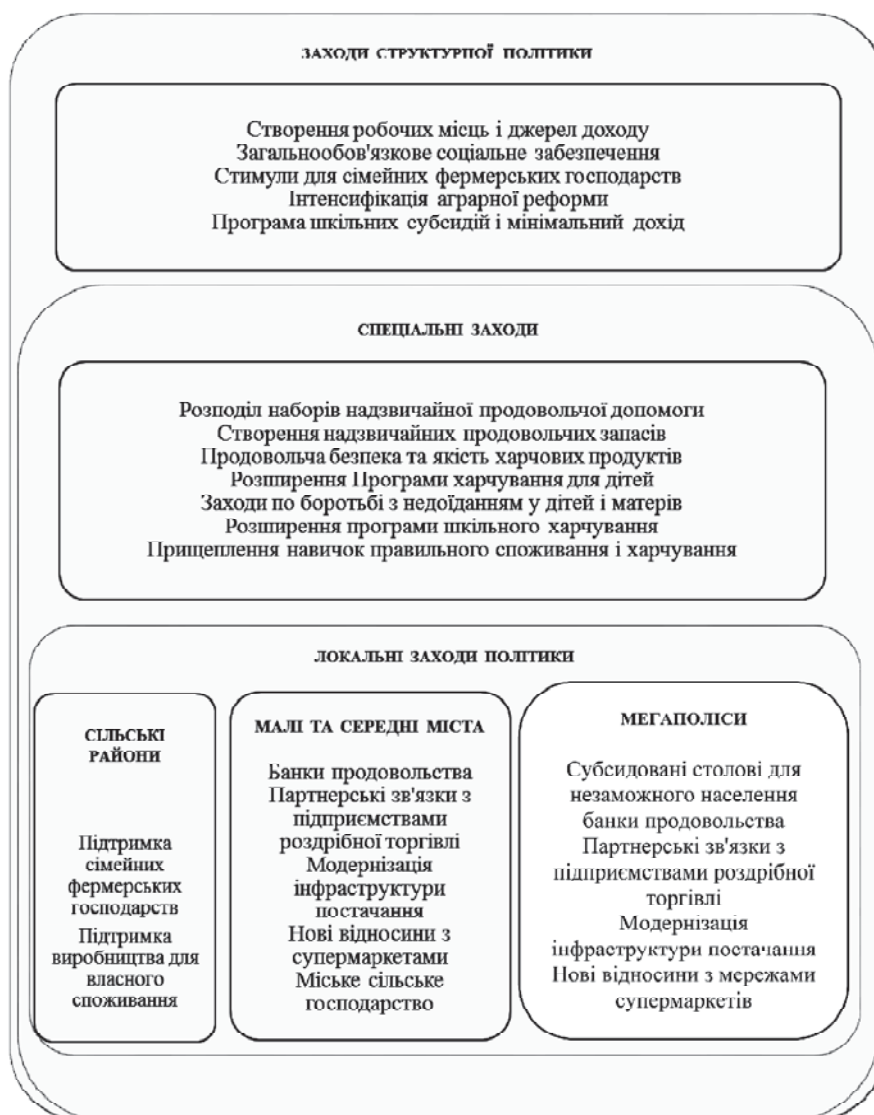 ЗАХОДИ СТРУКТУРНОЇ ПОЛІТИКИ
Створення робочих місць і джерел доходу
Загальнообов'язкове соціальне забезпечення
Стимули для сімейних фермерських господарств
Інтенсифікація аграрної реформи
Програма шкільних субсидій і мінімальний дохід
СПЕЦІАЛЬНІ ЗАХОДИ
Розподіл наборів надзвичайної продовольчої допомоги
Створення надзвичайних продовольчих запасів
Продовольча безпека та якість харчових продуктів
Розширення Програми харчування для дітей
Заходи по боротьбі з недоїданням у дітей і матерів
Розширення програми шкільного харчування
Прищеплення навичок правильного споживання і харчування
ЛОКАЛЬНІ ЗАХОДИ ПОЛІТИКИ
СІЛЬСЬКІ
РАЙОНИ
Підтримка
сімейних
фермерських
господарств
Підтримка
виробництва для
власного
споживання
МАЛІ ТА СЕРЕДНІ МІСТА
Банки продовольства
Партнерські зв'язки з
підприємствами
роздрібної торгівлі
Модернізація
інфраструктури
постачання
Нові відносини з
супермаркетами
Міське сільське
господарство
МЕГАПОЛІСИ
Субсидовані столові для
незаможного населення
банки продовольства
Партнерські зв'язки з
підприємствами роздрібної
торгівлі
Модернізація
інфраструктури постачання
Нові відносини з мережами
супермаркетів